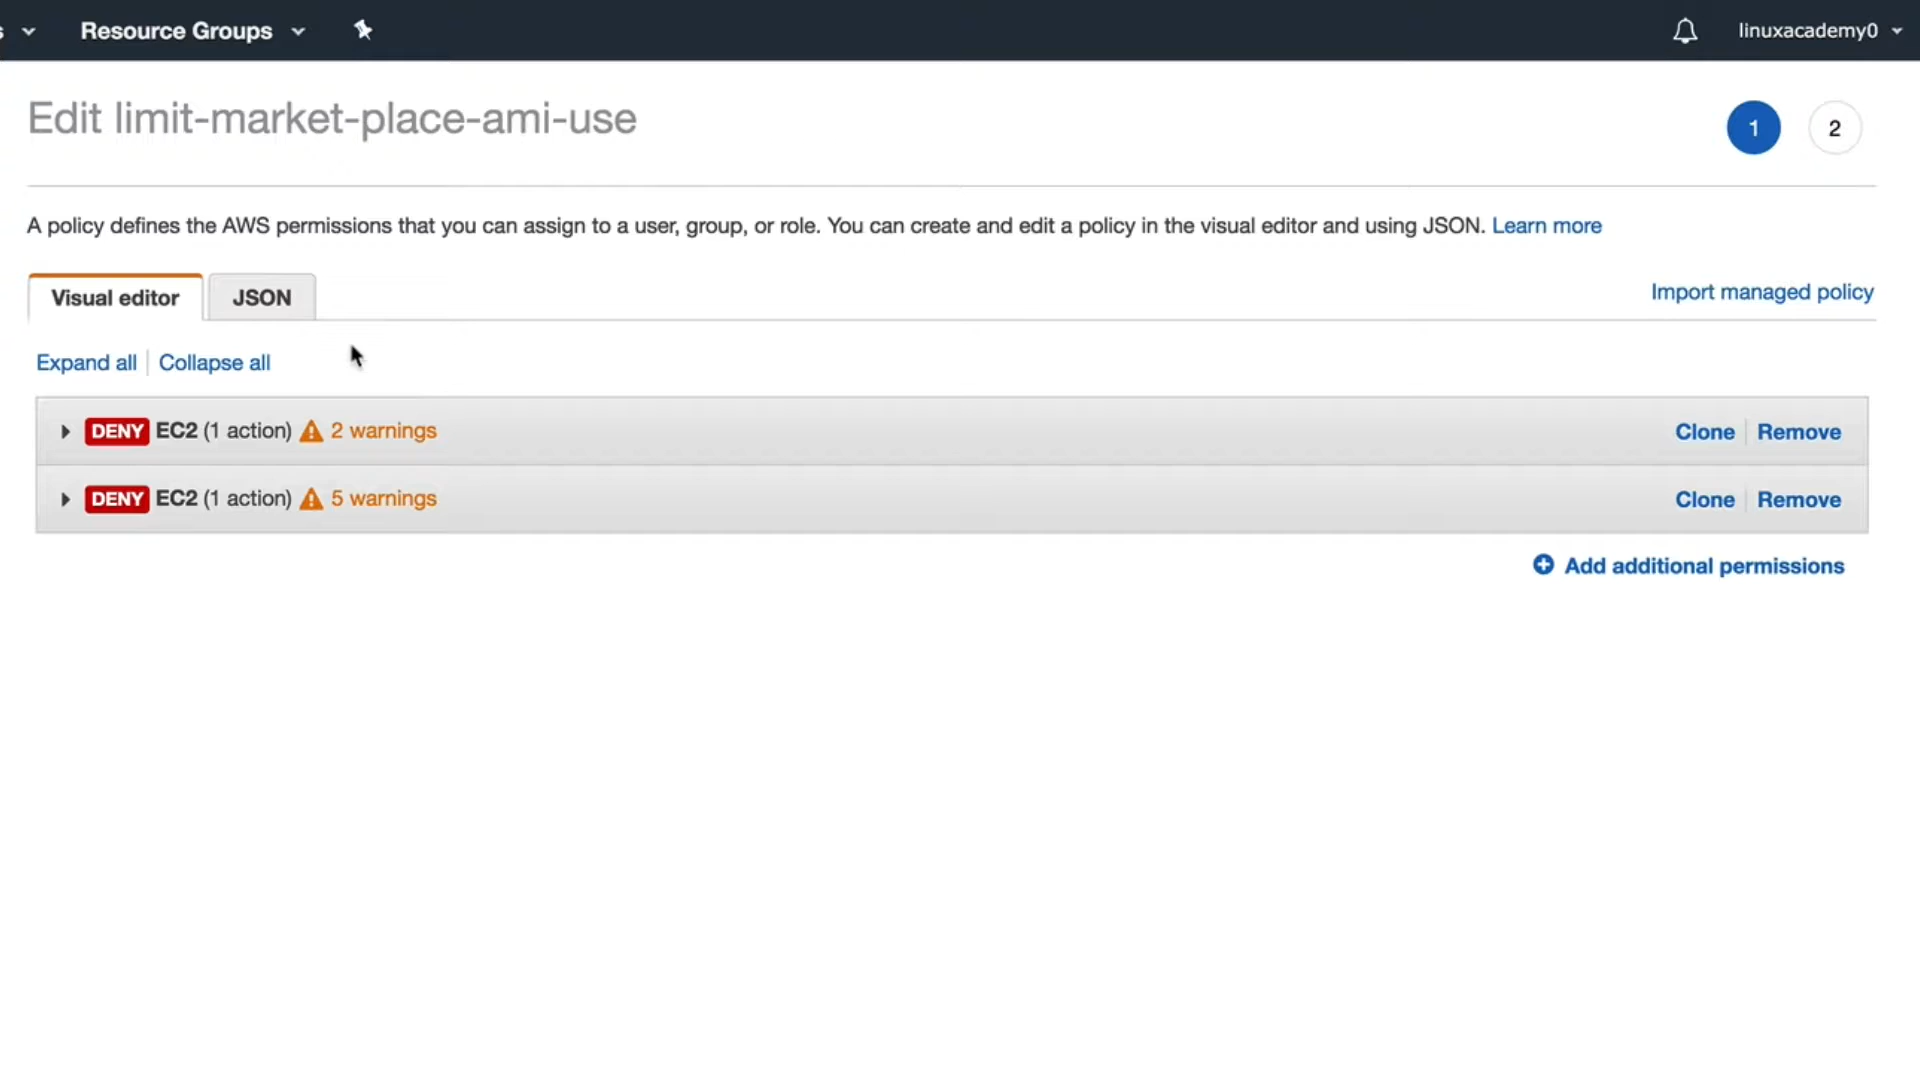 s Resource Groups linuxacademy0
Edit limit-market-place-ami-use
1 2
A policy defines the AWS permissions that you can assign to a user, group, or role. You can create and edit a policy in the visual editor and using JSON. Learn more
Visual editor JSON Import managed policy
Expand all Collapse all
DENY EC2 (1 action) 2 warnings Clone Remove
DENY EC2 (1 action) 5 warnings Clone Remove
Add additional permissions